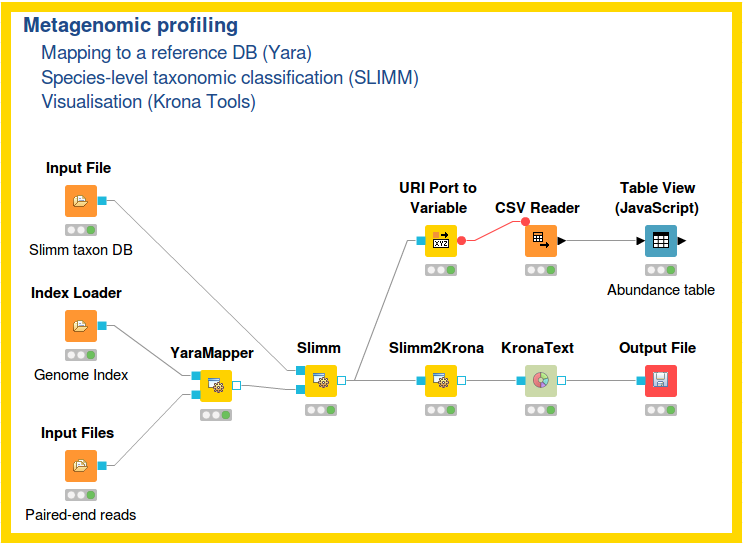 Metagenomic profiling
Mapping to a reference DB (Yara)
Species-level taxonomic classification (SLIMM)
Visualisation (Krona Tools)
Input File
Slimm taxon DB
URI Port to
Variable
XYZ
CSV Reader
Table View
(JavaScript)
Abundance table
Index Loader
Genome Index
YaraMapper
Slimm
Slimm2Krona
KronaText
Output File
Input Files
Paired-end reads